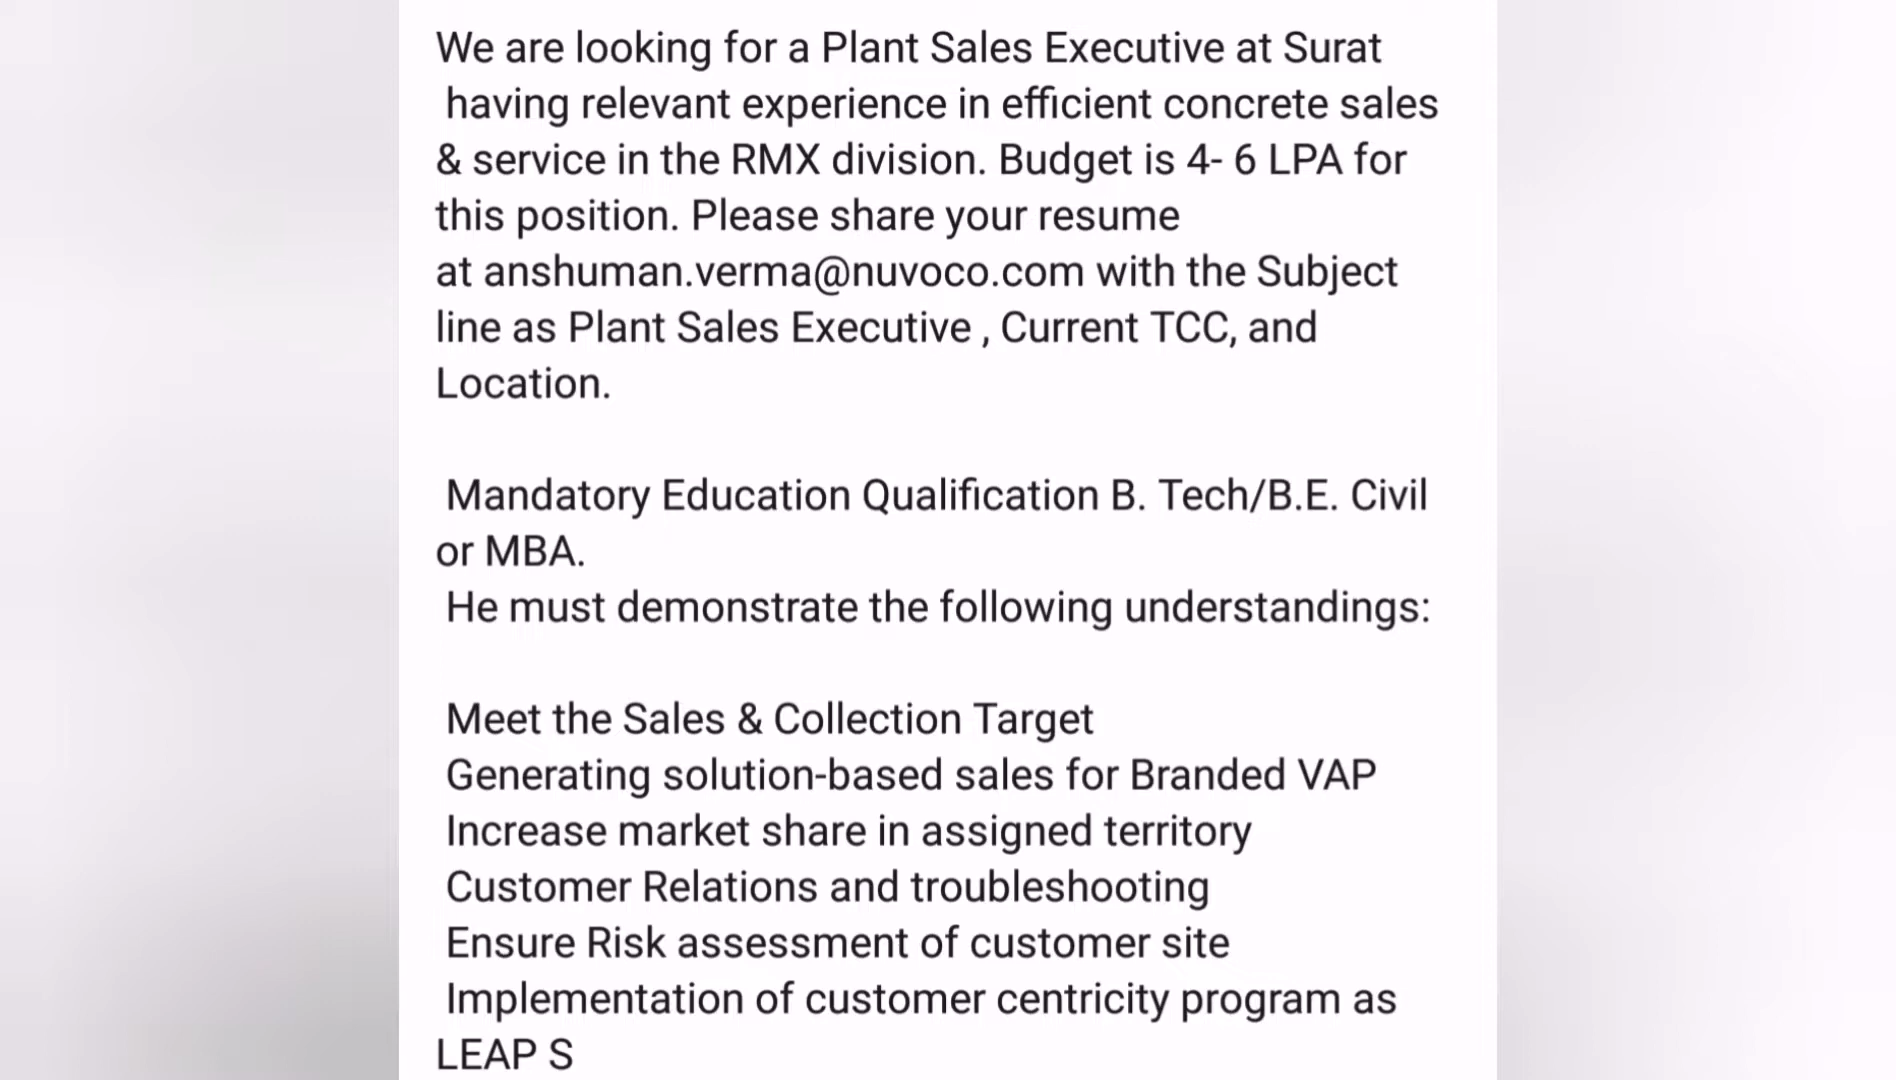 We are looking for a Plant Sales Executive at Surat
having relevant experience in efficient concrete sales
& service in the RMX division. Budget is 4- 6 LPA for
this position. Please share your resume
at anshuman.verma@nuvoco.com with the Subject
line as Plant Sales Executive , Current TCC, and
Location.
Mandatory Education Qualification B. Tech/B.E. Civil
or MBA.
He must demonstrate the following understandings:
Meet the Sales & Collection Target
Generating solution-based sales for Branded VAP
Increase market share in assigned territory
Customer Relations and troubleshooting
Ensure Risk assessment of customer site
Implementation of customer centricity program as
LEAP S